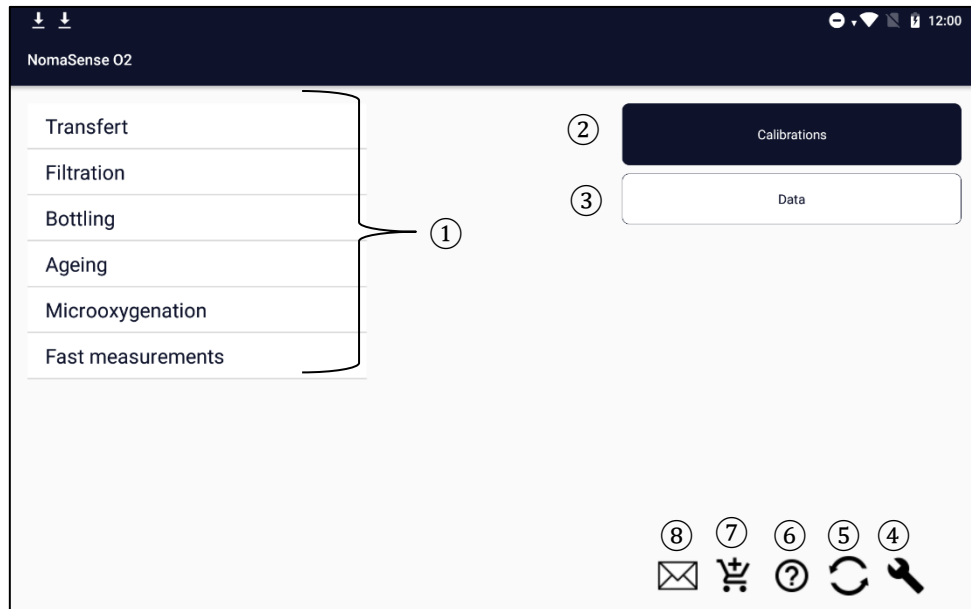 12:00
NomaSense O2
Transfert
Filtration
Bottling
Ageing
Microoxygenation
Fast measurements
①
② Calibrations
③ Data
⑧ ⑦ ⑥ ⑤ ④